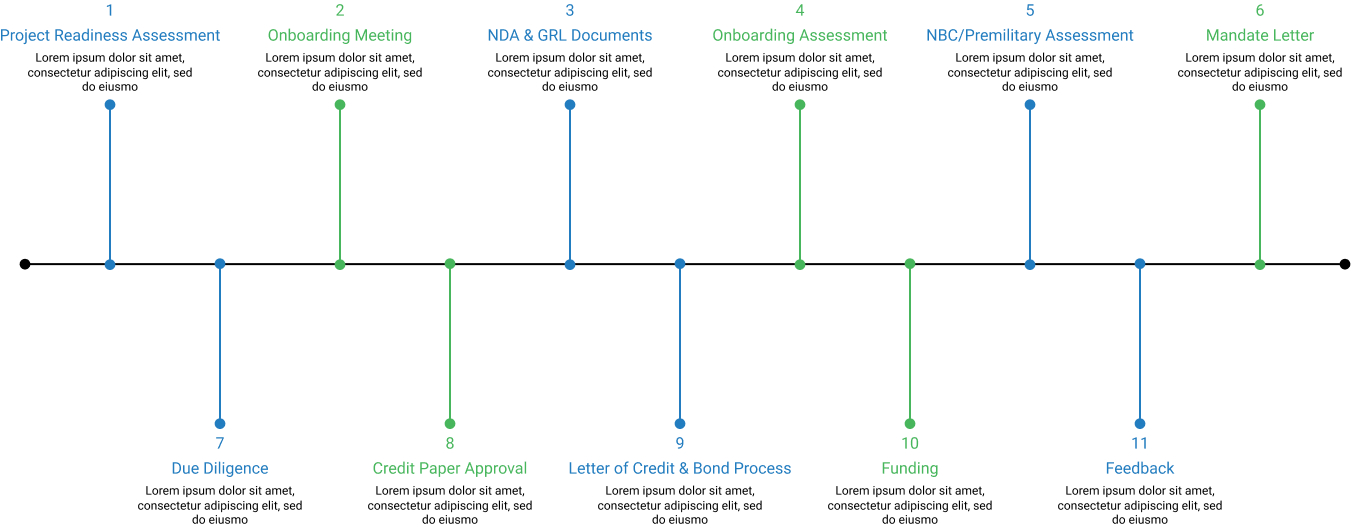 1
Project Readiness Assessment
Lorem ipsum dolor sit amet,
consectetur adipiscing elit, sed
do eiusmo
2
Onboarding Meeting
Lorem ipsum dolor sit amet,
consectetur adipiscing elit, sed
do eiusmo
3
NDA & GRL Documents
Lorem ipsum dolor sit amet,
consectetur adipiscing elit, sed
do eiusmo
4
Onboarding Assessment
Lorem ipsum dolor sit amet,
consectetur adipiscing elit, sed
do eiusmo
5
NBC/Premilitary Assessment
Lorem ipsum dolor sit amet,
consectetur adipiscing elit, sed
do eiusmo
6
Mandate Letter
Lorem ipsum dolor sit amet,
consectetur adipiscing elit, sed
do eiusmo
7
Due Diligence
Lorem ipsum dolor sit amet,
consectetur adipiscing elit, sed
do eiusmo
8
Credit Paper Approval
Lorem ipsum dolor sit amet,
consectetur adipiscing elit, sed
do eiusmo
9
Letter of Credit & Bond Process
Lorem ipsum dolor sit amet,
consectetur adipiscing elit, sed
do eiusmo
10
Funding
Lorem ipsum dolor sit amet,
consectetur adipiscing elit, sed
do eiusmo
11
Feedback
Lorem ipsum dolor sit amet,
consectetur adipiscing elit, sed
do eiusmo